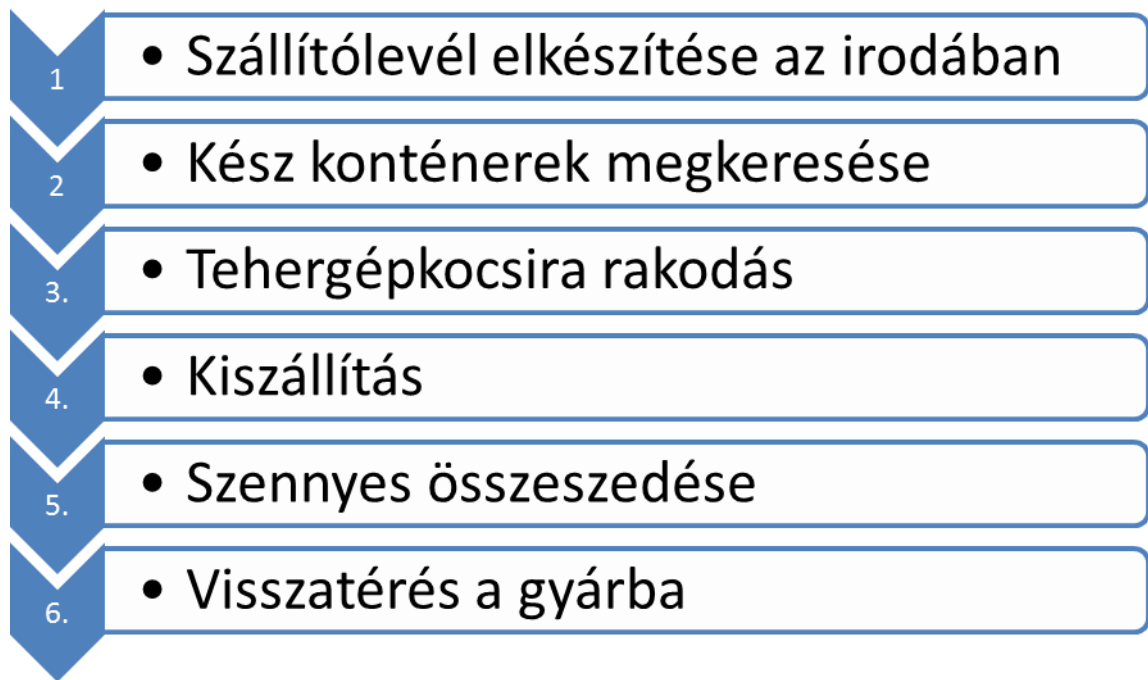 1 • Szállítólevél elkészítése az irodában
2 • Kész konténerek megkeresése
3. • Tehergépkocsira rakodás
4. • Kiszállítás
5. • Szennyes összeszedése
6. • Visszatérés a gyárba